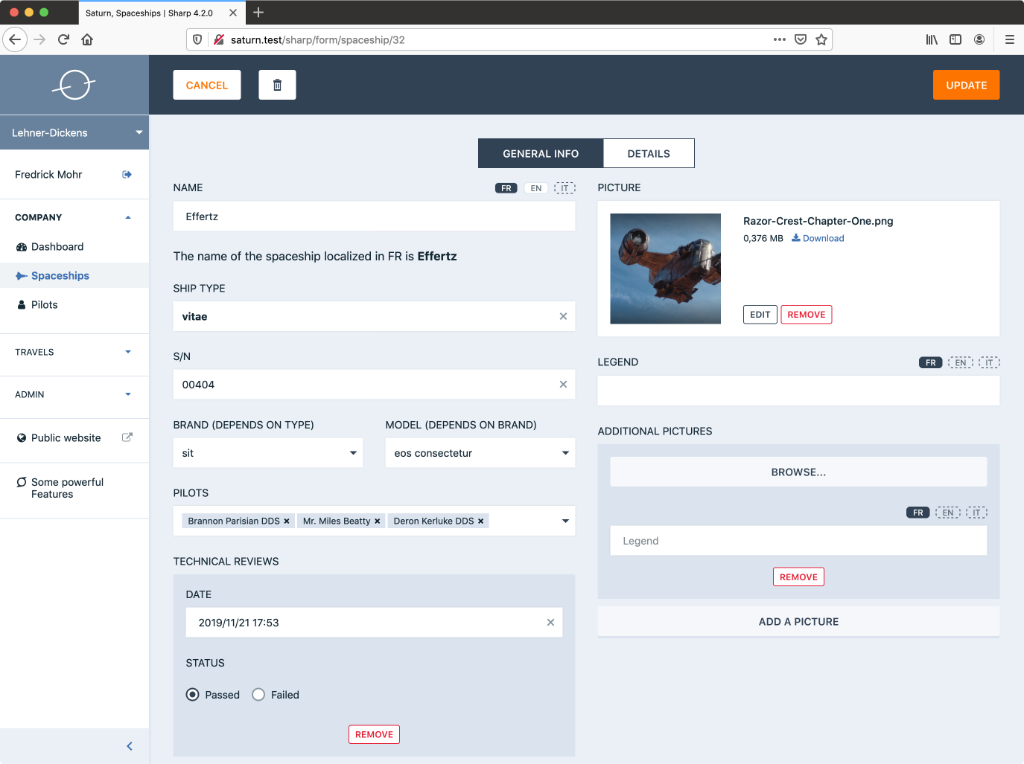 Saturn, Spaceships | Sharp 4.2.0
saturn.test/sharp/form/spaceship/32
CANCEL
UPDATE
Lehner-Dickens
Fredrick Mohr
COMPANY
Dashboard
Spaceships
Pilots
TRAVELS
ADMIN
Public website
Some powerful
Features
GENERAL INFO
DETAILS
NAME
FR EN IT
Effertz
The name of the spaceship localized in FR is Effertz
SHIP TYPE
vitae
S/N
00404
BRAND (DEPENDS ON TYPE)
MODEL (DEPENDS ON BRAND)
sit
eos consectetur
PILOTS
Brannon Parisian DDS × Mr. Miles Beatty × Deron Kerluke DDS ×
TECHNICAL REVIEWS
DATE
2019/11/21 17:53
STATUS
Passed Failed
REMOVE
PICTURE
Razor-Crest-Chapter-One.png
0,376 MB Download
EDIT REMOVE
LEGEND
FR EN IT
ADDITIONAL PICTURES
BROWSE...
FR EN IT
Legend
REMOVE
ADD A PICTURE